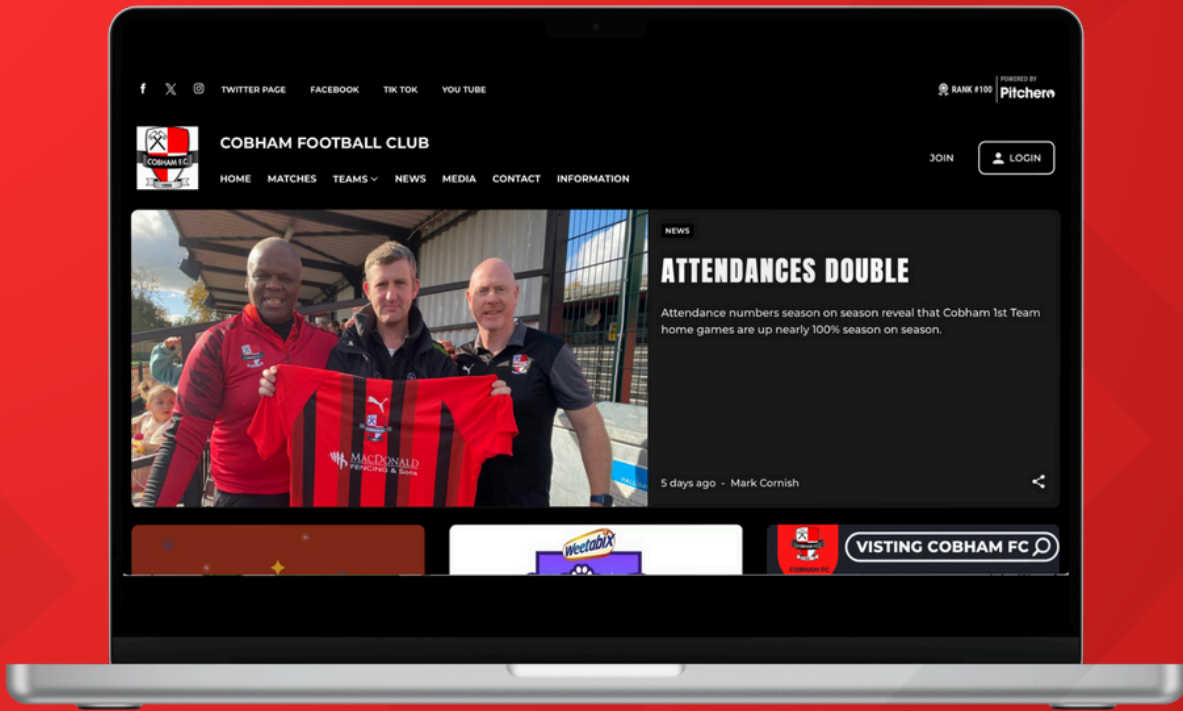 TWITTER PAGE FACEBOOK TIK TOK YOU TUBE
RANK #100
POWERED BY
Pitchero
COBHAM F.C
1892
COBHAM FOOTBALL CLUB
JOIN LOGIN
HOME MATCHES TEAMS NEWS MEDIA CONTACT INFORMATION
NEWS
ATTENDANCES DOUBLE
Attendance numbers season on season reveal that Cobham 1st Team
home games are up nearly 100% season on season.
MACDONALD
FENCING & Sons
5 days ago - Mark Cornish
Weetabix
VISTING COBHAM FC
COBHAM FC